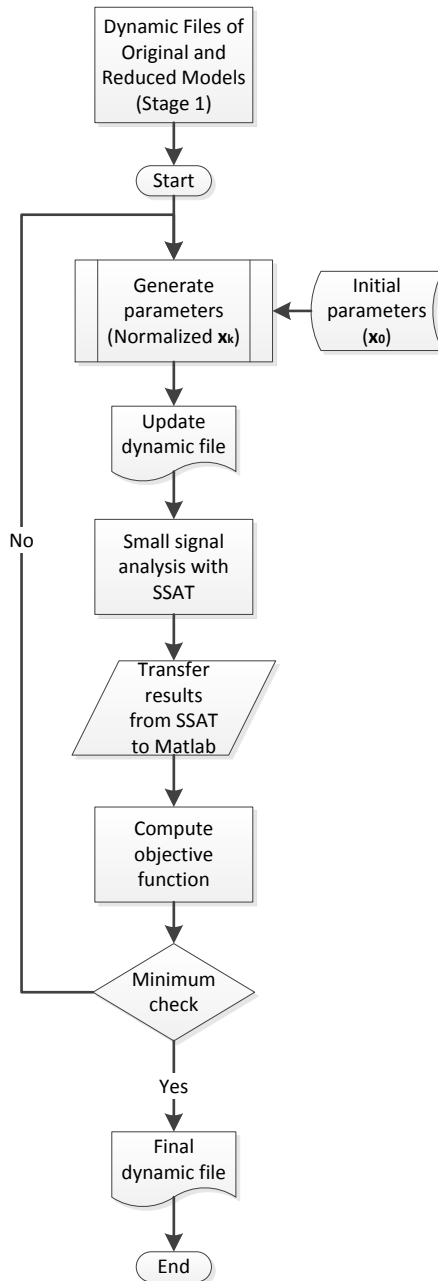 Dynamic Files of
Original and
Reduced Models
(Stage 1)
Start
Generate
parameters
(Normalized xk)
Initial
parameters
(x0)
Update
dynamic file
Small signal
analysis with
SSAT
No
Transfer
results
from SSAT
to Matlab
Compute
objective
function
Minimum
check
Yes
Final
dynamic file
End